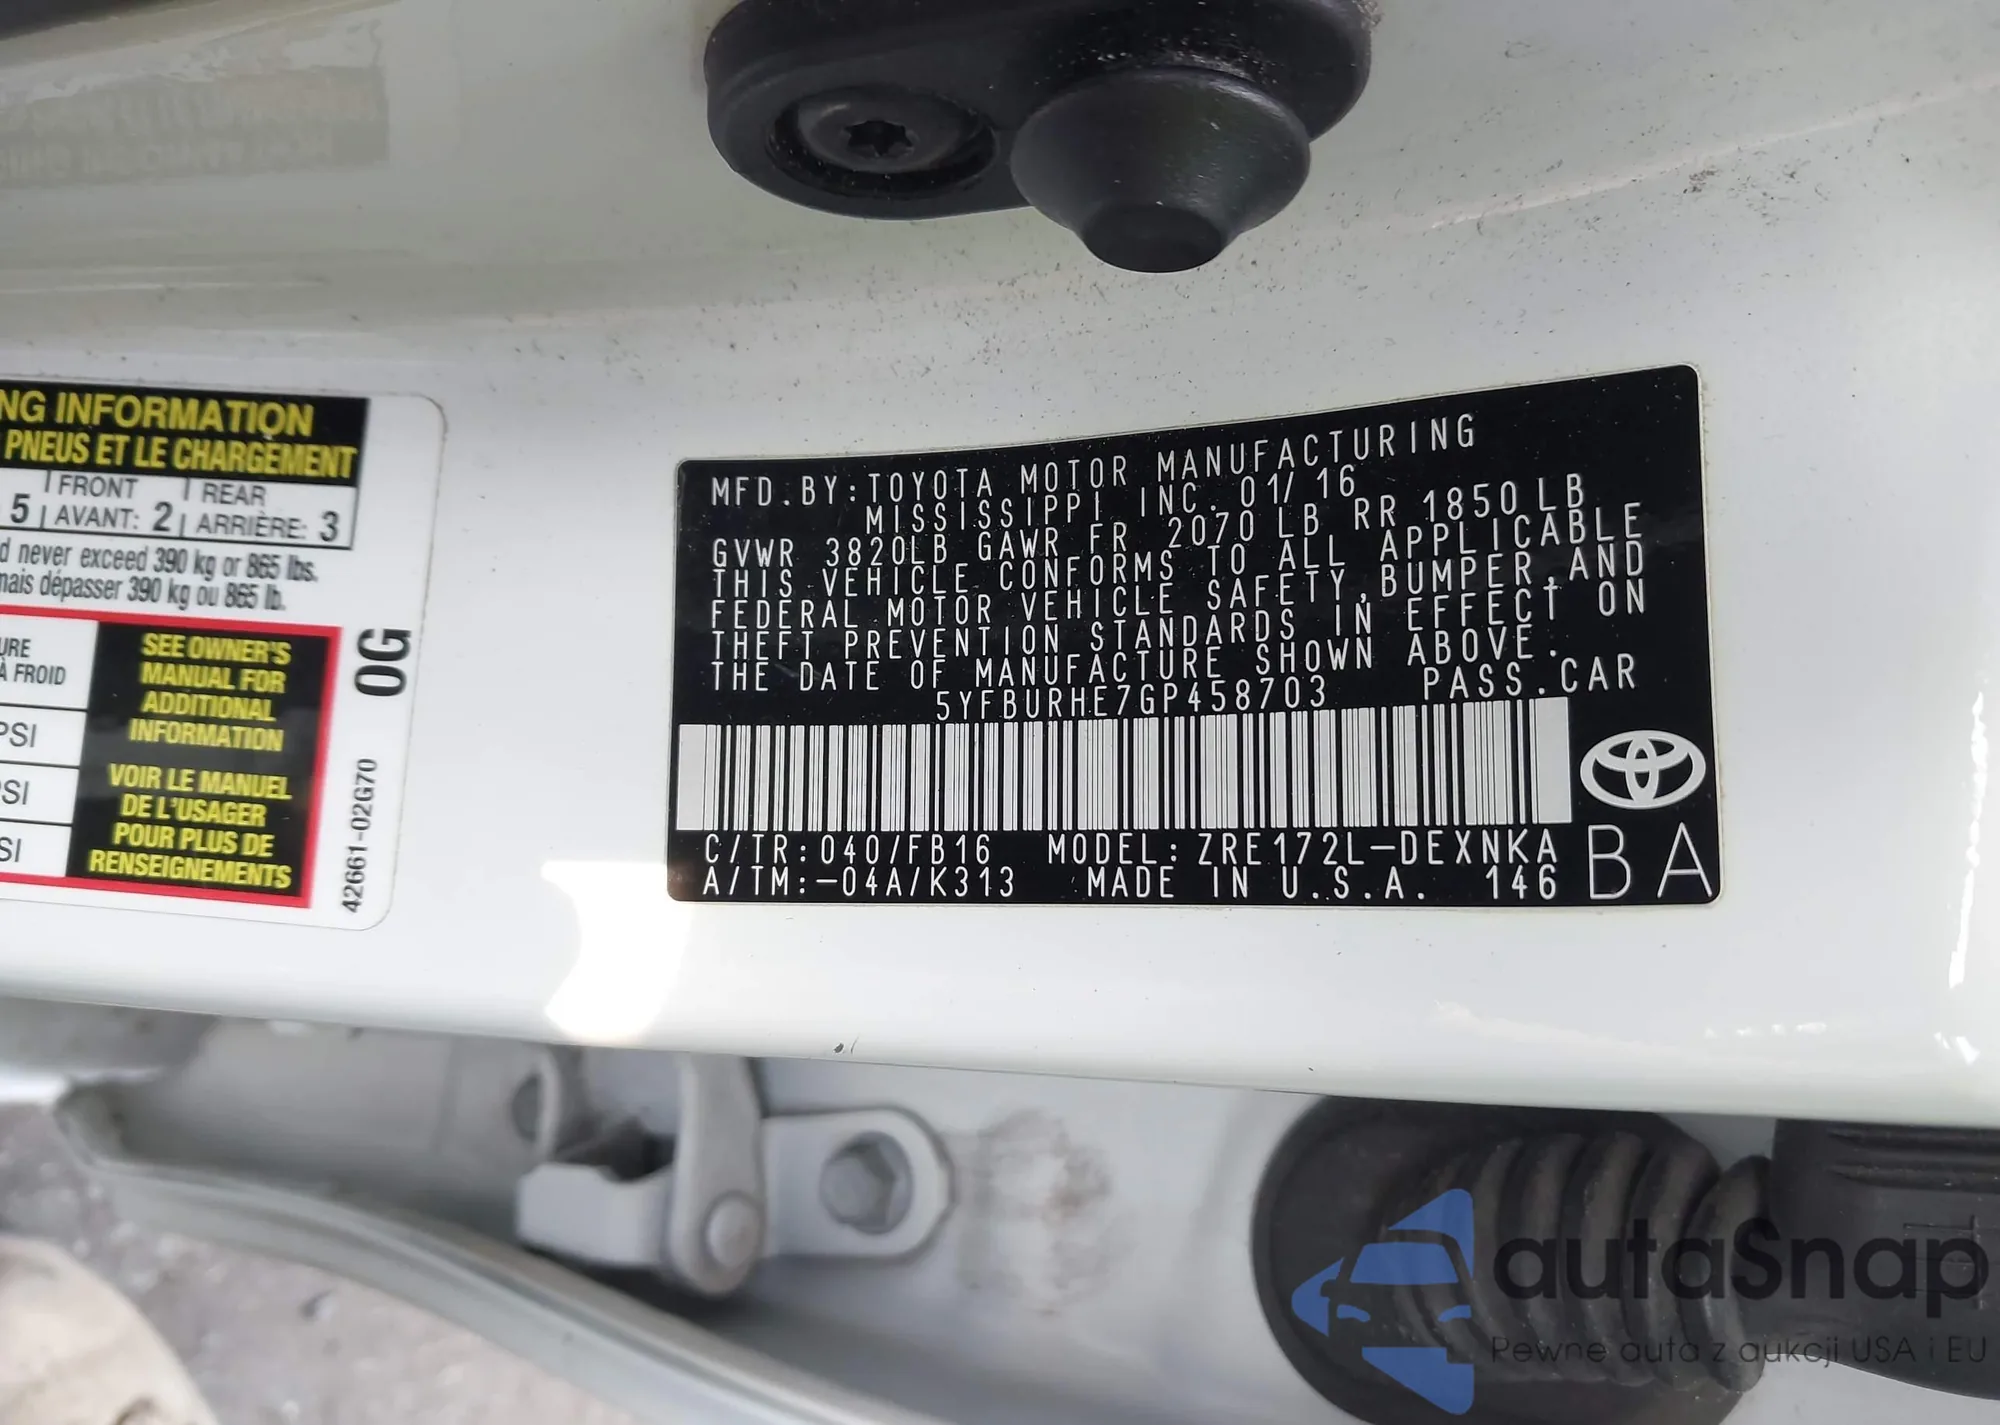 NG INFORMATION
PNEUS ET LE CHARGEMENT
FRONT REAR
5 AVANT: 2 ARRIÈRE: 3
d never exceed 390 kg or 865 lbs.
mais dépasser 390 kg ou 865 lb.
URE
À FROID
PSI
PSI
SI
SEE OWNER'S
MANUAL FOR
ADDITIONAL
INFORMATION
VOIR LE MANUEL
DE L'USAGER
POUR PLUS DE
RENSEIGNEMENTS
0G
42661-02G70
MFD.BY:TOYOTA MOTOR MANUFACTURING
MISSISSIPPI INC. 01/16
GVWR 3820LB GAWR FR 2070 LB RR 1850LB
THIS VEHICLE CONFORMS TO ALL APPLICABLE
FEDERAL MOTOR VEHICLE SAFETY,BUMPER,AND
THEFT PREVENTION STANDARDS IN EFFECT ON
THE DATE OF MANUFACTURE SHOWN ABOVE.
5YFBURHE7GP458703 PASS.CAR
C/TR:040/FB16 MODEL:ZRE172L-DEXNKA
A/TM:-04A/K313 MADE IN U.S.A. 146
BA
autaSnap
Pewne auta z aukcji USA i EU